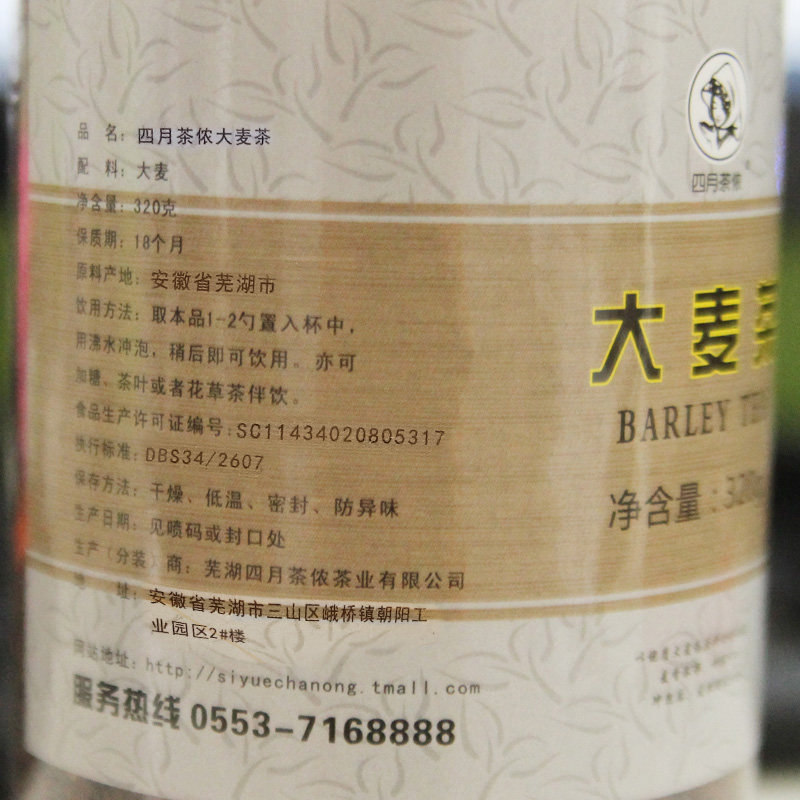 品 名：四月茶侬大麦茶
配 料：大麦
净含量：320克
保质期：18个月
原料产地：安徽省芜湖市
饮用方法：取本品1-2勺置入杯中，
用沸水冲泡，稍后即可饮用。亦可
加糖、茶叶或者花草茶伴饮。
食品生产许可证编号：SC11434020805317
执行标准：DBS34/2607
保存方法：干燥、低温、密封、防异味
生产日期：见喷码或封口处
生产（分装）商：芜湖四月茶侬茶业有限公司
地 址：安徽省芜湖市三山区峨桥镇朝阳工
业园区2#楼
网站地址：http://siyuechanong.tmall.com
服务热线 0553-7168888
四月茶侬
大麦茶
BARLEY
净含量：320g